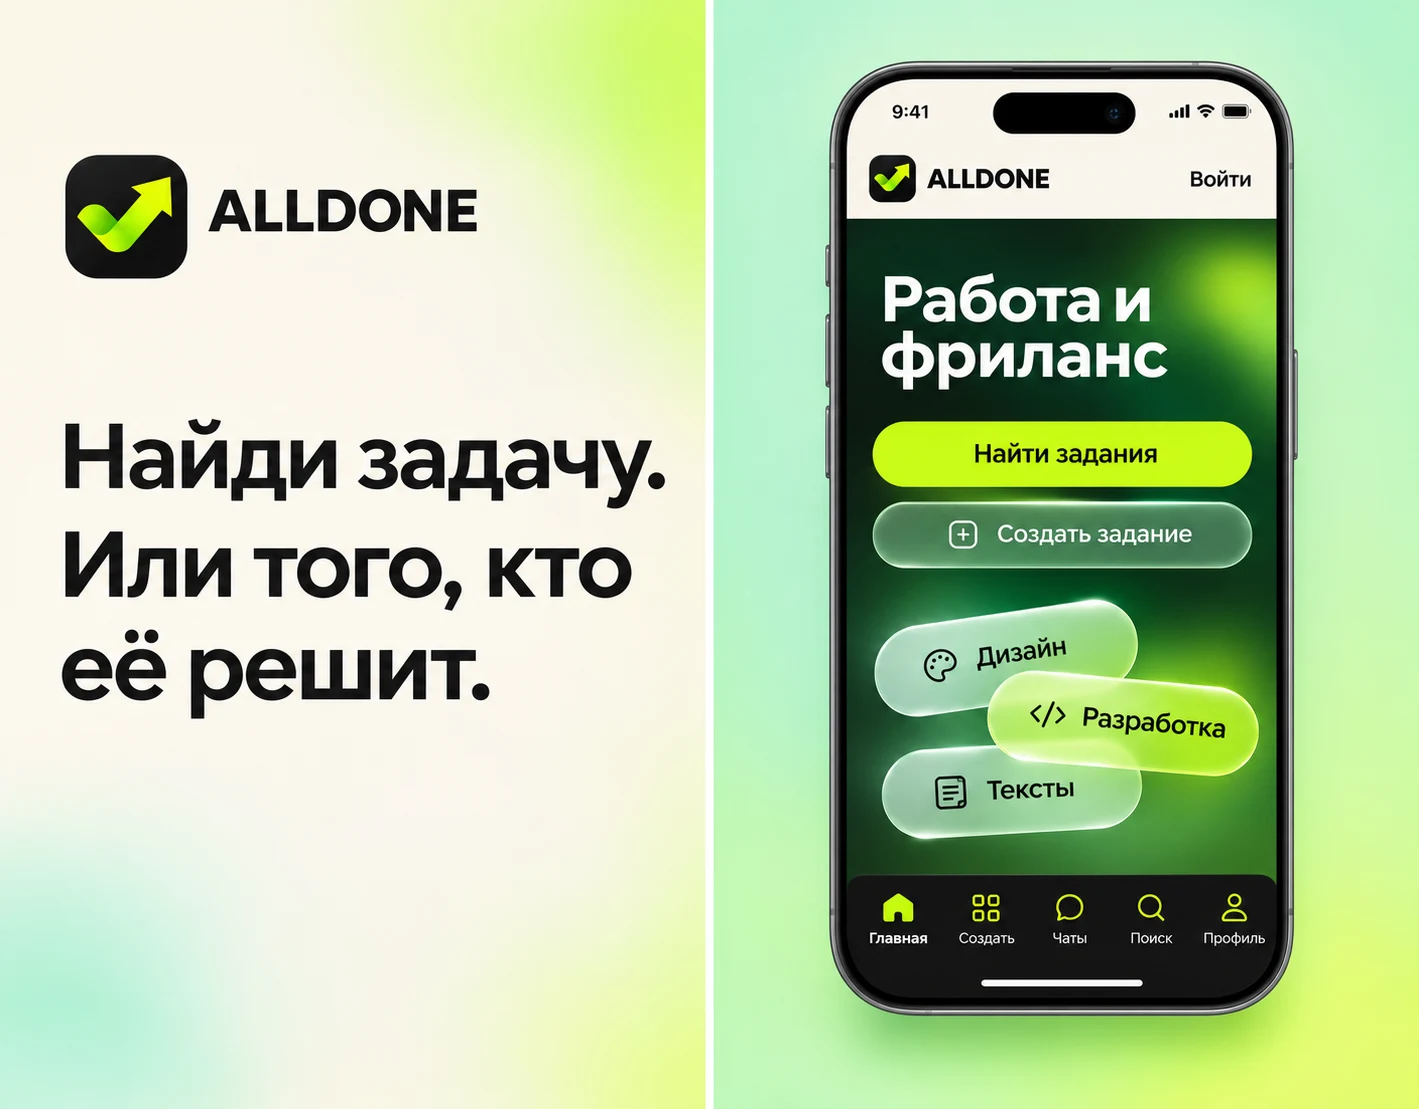 ALLDONE
Найди задачу.
Или того, кто
её решит.
9:41
ALLDONE
Войти
Работа и
фриланс
Найти задания
Создать задание
Дизайн
Разработка
Тексты
Главная
Создать
Чаты
Поиск
Профиль